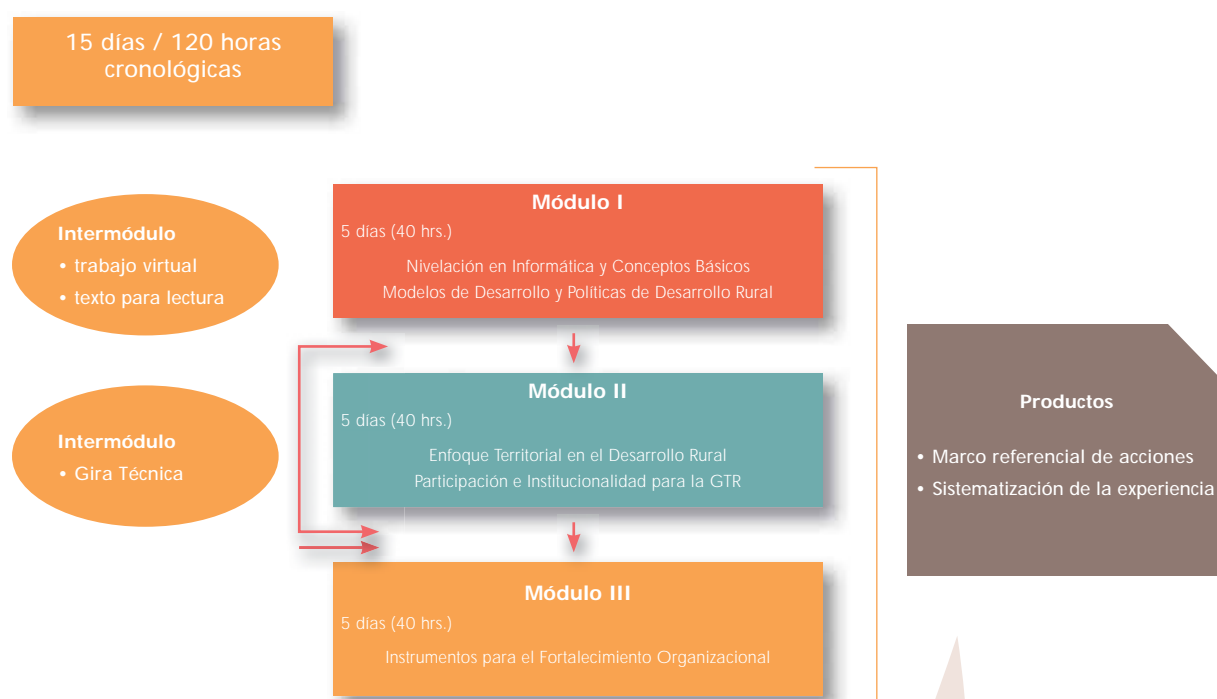 15 días / 120 horas
cronológicas
Intermódulo
• trabajo virtual
• texto para lectura
Módulo I
5 días (40 hrs.)
Nivelación en Informática y Conceptos Básicos
Modelos de Desarrollo y Políticas de Desarrollo Rural
Intermódulo
• Gira Técnica
Módulo II
5 días (40 hrs.)
Enfoque Territorial en el Desarrollo Rural
Participación e Institucionalidad para la GTR
Módulo III
5 días (40 hrs.)
Instrumentos para el Fortalecimiento Organizacional
Productos
• Marco referencial de acciones
• Sistematización de la experiencia